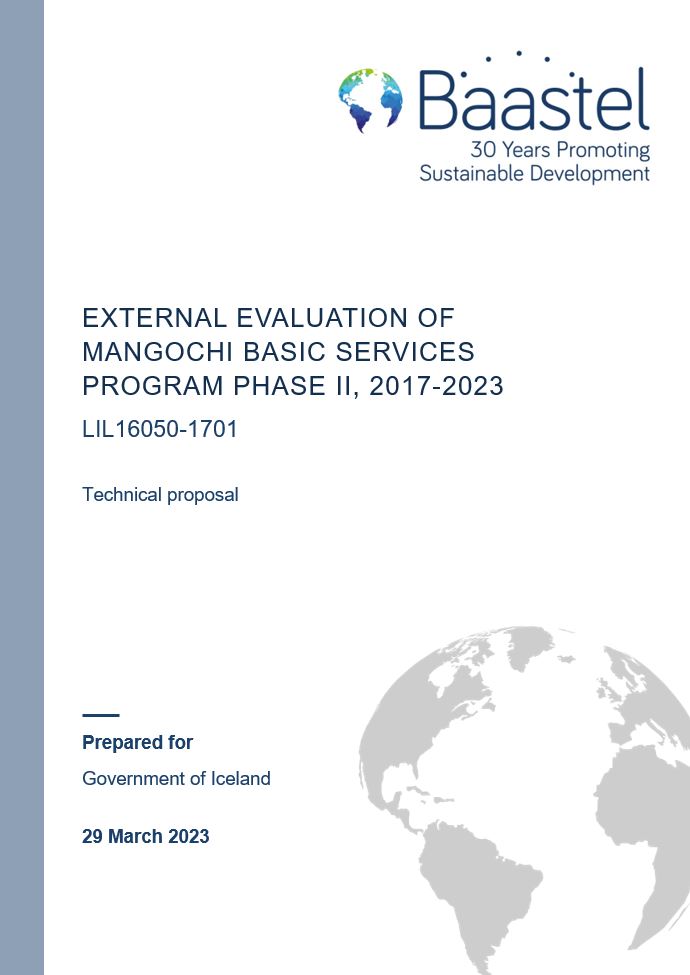 Baastel
30 Years Promoting
Sustainable Development
EXTERNAL EVALUATION OF
MANGOCHI BASIC SERVICES
PROGRAM PHASE II, 2017-2023
LIL16050-1701
Technical proposal
Prepared for
Government of Iceland
29 March 2023